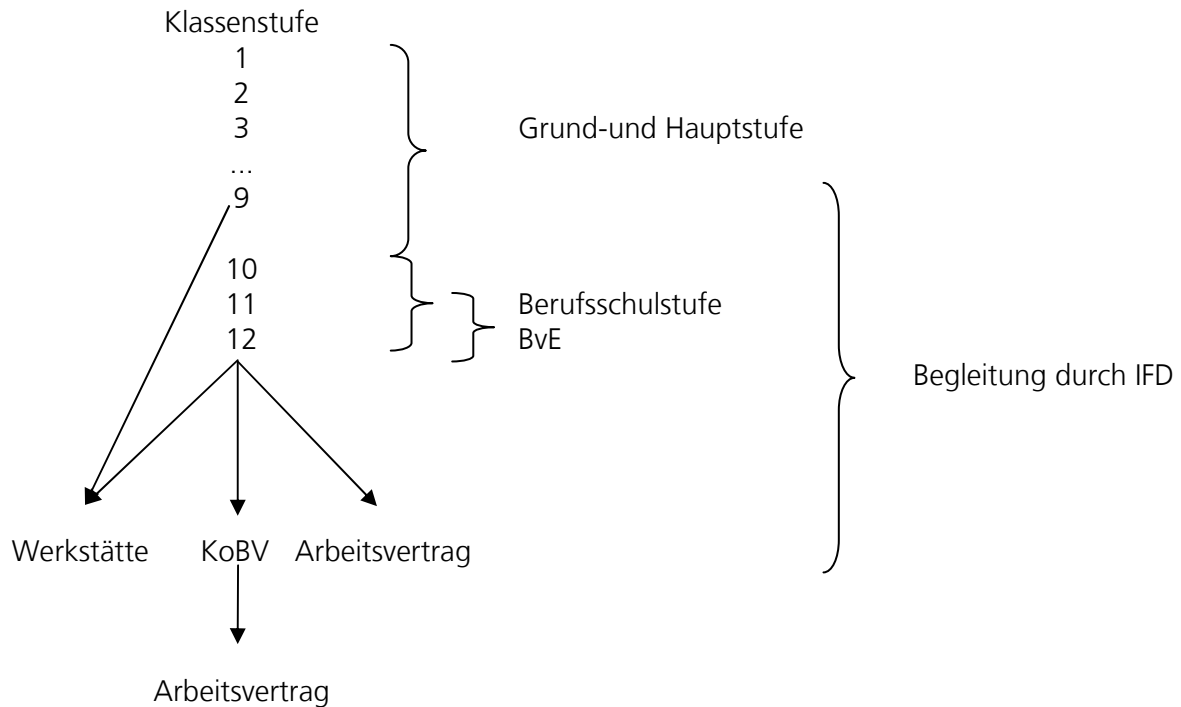 Klassenstufe
1
2
3
Grund-und Hauptstufe
...
9
10
11
Berufsschulstufe
12
BvE
Begleitung durch IFD
Werkstätte
KoBV
Arbeitsvertrag
Arbeitsvertrag